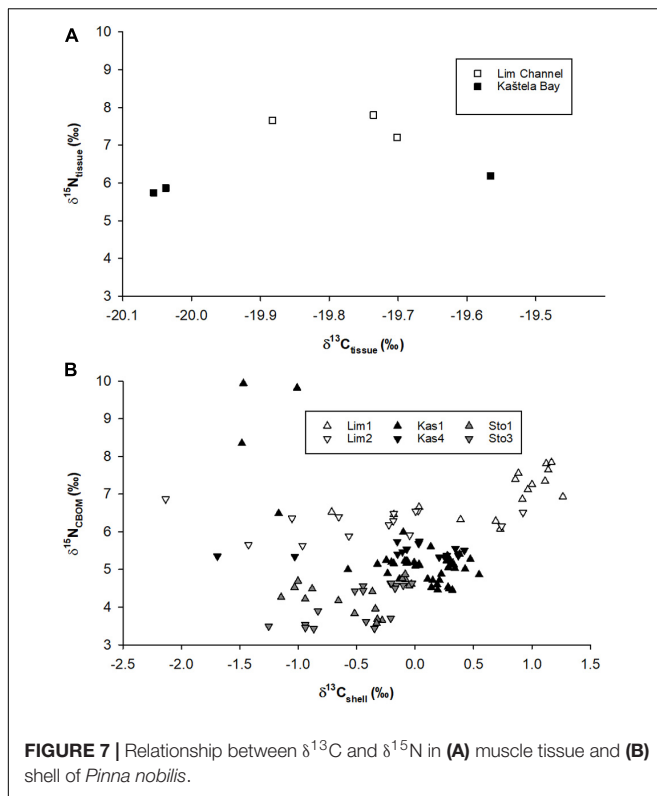 A
10
9
8
7
6
5
4
3
δ15Ntissue (‰)
Lim Channel
Kaštela Bay
-20.1 -20.0 -19.9 -19.8 -19.7 -19.6 -19.5
δ13Ctissue (‰)
B
10
9
8
7
6
5
4
3
δ15NCBOM (‰)
Lim1 Kas1 Sto1
Lim2 Kas4 Sto3
-2.5 -2.0 -1.5 -1.0 -0.5 0.0 0.5 1.0 1.5
δ13Cshell (‰)
FIGURE 7 | Relationship between δ13C and δ15N in (A) muscle tissue and (B)
shell of Pinna nobilis.